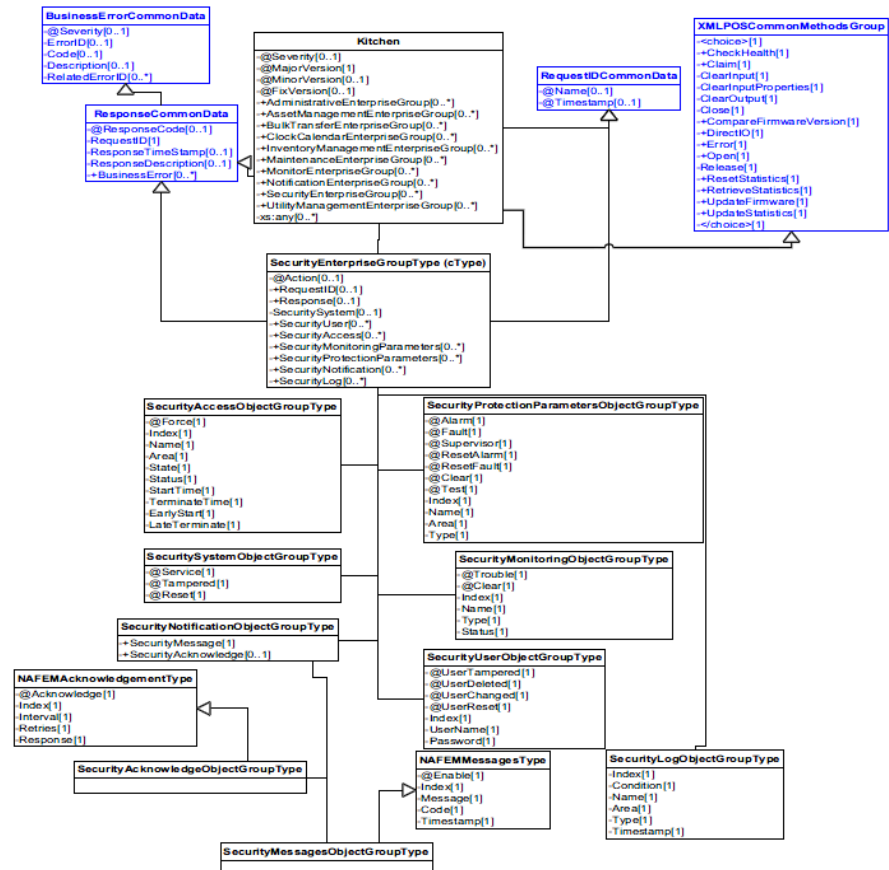 BusinessErrorCommonData
-@Severity[0..1]
-ErrorID[0..1]
-Code[0..1]
-Description[0..1]
-RelatedErrorID[0..*]
ResponseCommonData
-@ResponseCode[0..1]
-RequestID[1]
-ResponseTimeStamp[0..1]
-ResponseDescription[0..1]
-+BusinessError[0..*]
Kitchen
-@Severity[0..1]
-@MajorVersion[1]
-@MinorVersion[0..1]
-@FixVersion[0..1]
-+AdministrativeEnterpriseGroup[0..*]
-+AssetManagementEnterpriseGroup[0..*]
-+BulkTransferEnterpriseGroup[0..*]
-+ClockCalendarEnterpriseGroup[0..*]
-+InventoryManagementEnterpriseGroup[0..*]
-+MaintenanceEnterpriseGroup[0..*]
-+MonitorEnterpriseGroup[0..*]
-+NotificationEnterpriseGroup[0..*]
-+SecurityEnterpriseGroup[0..*]
-+UtilityManagementEnterpriseGroup[0..*]
-xs:any[0..*]
RequestIDCommonData
-@Name[0..1]
-@Timestamp[0..1]
XMLPOSCommonMethodsGroup
-<choice>[1]
-+CheckHealth[1]
-+Claim[1]
-ClearInput[1]
-ClearInputProperties[1]
-ClearOutput[1]
-Close[1]
-+CompareFirmwareVersion[1]
-+DirectIO[1]
-+Error[1]
-+Open[1]
-Release[1]
-+ResetStatistics[1]
-+RetrieveStatistics[1]
-+UpdateFirmware[1]
-+UpdateStatistics[1]
-</choice>[1]
SecurityEnterpriseGroupType (cType)
-@Action[0..1]
-+RequestID[0..1]
-+Response[0..1]
-SecuritySystem[0..1]
-+SecurityUser[0..*]
-+SecurityAccess[0..*]
-+SecurityMonitoringParameters[0..*]
-+SecurityProtectionParameters[0..*]
-+SecurityNotification[0..*]
-+SecurityLog[0..*]
SecurityAccessObjectGroupType
-@Force[1]
-Index[1]
-Name[1]
-Area[1]
-State[1]
-Status[1]
-StartTime[1]
-TerminateTime[1]
-EarlyStart[1]
-LateTerminate[1]
SecurityProtectionParametersObjectGroupType
-@Alarm[1]
-@Fault[1]
-@Supervisor[1]
-@ResetAlarm[1]
-@ResetFault[1]
-@Clear[1]
-@Test[1]
-Index[1]
-Name[1]
-Area[1]
-Type[1]
SecuritySystemObjectGroupType
-@Service[1]
-@Tampered[1]
-@Reset[1]
SecurityMonitoringObjectGroupType
-@Trouble[1]
-@Clear[1]
-Index[1]
-Name[1]
-Type[1]
-Status[1]
SecurityNotificationObjectGroupType
-+SecurityMessage[1]
-+SecurityAcknowledge[0..1]
SecurityUserObjectGroupType
-@UserTampered[1]
-@UserDeleted[1]
-@UserChanged[1]
-@UserReset[1]
-Index[1]
-UserName[1]
-Password[1]
NAFEMAcknowledgementType
-@Acknowledge[1]
-Index[1]
-Interval[1]
-Retries[1]
-Response[1]
SecurityAcknowledgeObjectGroupType
NAFEMMessagesType
-@Enable[1]
-Index[1]
-Message[1]
-Code[1]
-Timestamp[1]
SecurityLogObjectGroupType
-Index[1]
-Condition[1]
-Name[1]
-Area[1]
-Type[1]
-Timestamp[1]
SecurityMessagesObjectGroupType